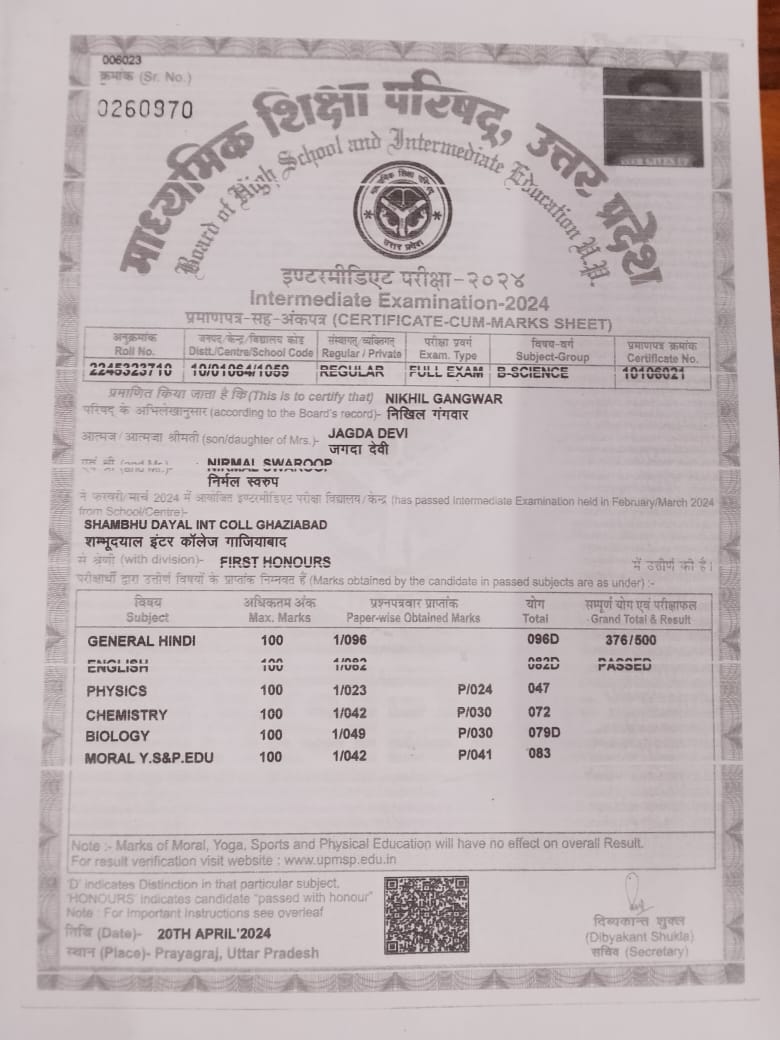 006023
क्रमांक (Sr. No.)
0260970
माध्यमिक शिक्षा परिषद्, उत्तर प्रदेश
Board of High School and Intermediate Education U.P.
इण्टरमीडिएट परीक्षा-२०२४
Intermediate Examination-2024
प्रमाणपत्र-सह-अंकपत्र (CERTIFICATE-CUM-MARKS SHEET)
अनुक्रमांक जनपद/केन्द्र/विद्यालय कोड संस्थागत/व्यक्तिगत परीक्षा प्रवर्ग विषय-वर्ग प्रमाणपत्र क्रमांक
Roll No. Distt./Centre/School Code Regular / Private Exam. Type Subject-Group Certificate No.
REGULAR FULL EXAM B-SCIENCE
प्रमाणित किया जाता है कि (This is to certify that) NIKHIL GANGWAR
परिषद के अभिलेखानुसार (according to the Board's record)- निखिल गंगवार
आत्मज/आत्मजा श्रीमती (son/daughter of Mrs.)- JAGDA DEVI
जगदा देवी
एवं श्री (and Mr.) NIRMAL SWAROOP
निर्मल स्वरुप
ने फरवरी/मार्च 2024 में आयोजित इण्टरमीडिएट परीक्षा विद्यालय/केन्द्र (has passed Intermediate Examination held in February/March 2024
from School/Centre)-
SHAMBHU DAYAL INT COLL GHAZIABAD
शम्भूदयाल इंटर कॉलेज गाजियाबाद
से श्रेणी (with division)- FIRST HONOURS में उत्तीर्ण की है।
परीक्षार्थी द्वारा उत्तीर्ण विषयों के प्राप्तांक निम्नवत हैं (Marks obtained by the candidate in passed subjects are as under) :-
विषय अधिकतम अंक प्रश्नपत्रवार प्राप्तांक योग सम्पूर्ण योग एवं परीक्षाफल
Subject Max. Marks Paper-wise Obtained Marks Total Grand Total & Result
GENERAL HINDI 100 1/096 096D 376/500
ENGLISH 100 1/082 082D PASSED
PHYSICS 100 1/023 P/024 047
CHEMISTRY 100 1/042 P/030 072
BIOLOGY 100 1/049 P/030 079D
MORAL Y.S&P.EDU 100 1/042 P/041 083
Note :- Marks of Moral, Yoga, Sports and Physical Education will have no effect on overall Result.
For result verification visit website : www.upmsp.edu.in
'D' indicates Distinction in that particular subject.
'HONOURS' indicates candidate "passed with honour"
Note : For Important Instructions see overleaf
तिथि (Date)- 20TH APRIL'2024
स्थान (Place)- Prayagraj, Uttar Pradesh
दिब्यकान्त शुक्ल
(Dibyakant Shukla)
सचिव (Secretary)